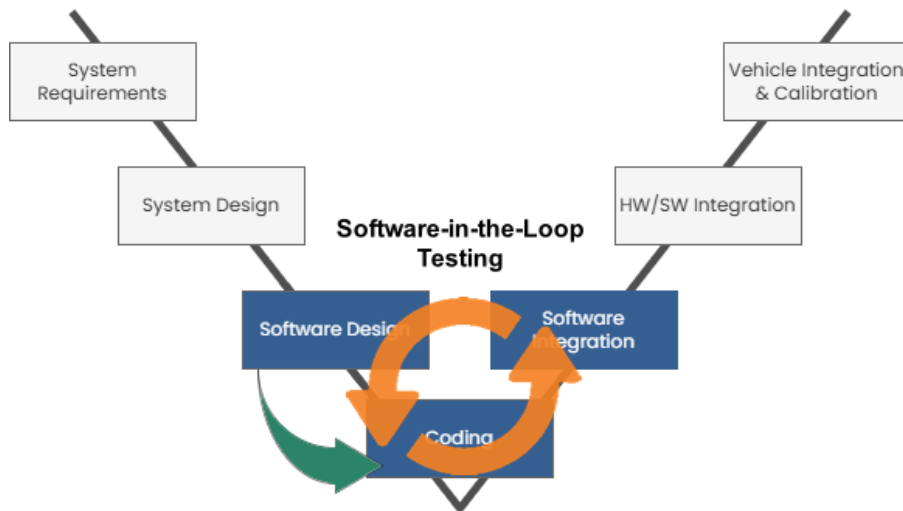 System
Requirements
Vehicle Integration
& Calibration
System Design
HW/SW Integration
Software-in-the-Loop
Testing
Software Design
Software
Integration
Coding